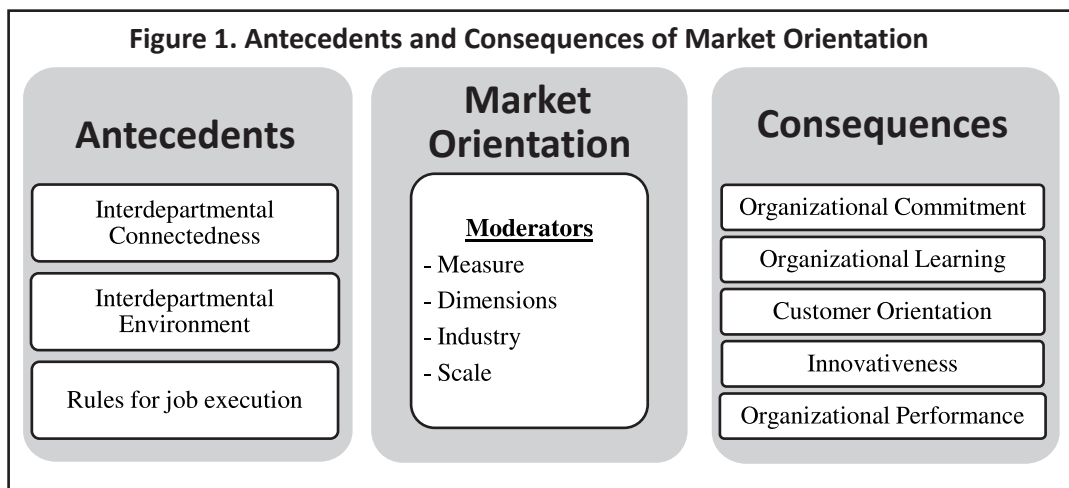 Figure 1. Antecedents and Consequences of Market Orientation
Antecedents
Interdepartmental
Connectedness
Interdepartmental
Environment
Rules for job execution
Market
Orientation
Moderators
- Measure
- Dimensions
- Industry
- Scale
Consequences
Organizational Commitment
Organizational Learning
Customer Orientation
Innovativeness
Organizational Performance